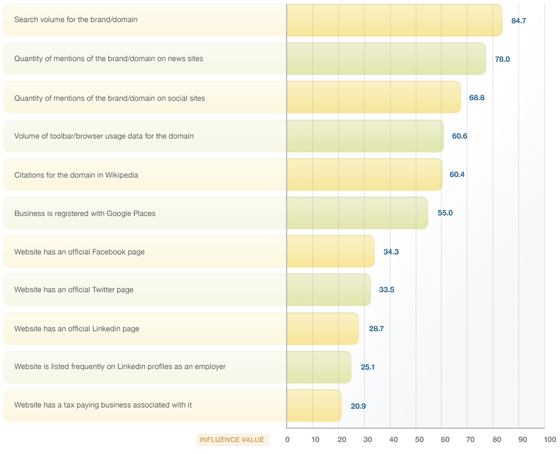 Search volume for the brand/domain 84.7
Quantity of mentions of the brand/domain on news sites 78.0
Quantity of mentions of the brand/domain on social sites 68.8
Volume of toolbar/browser usage data for the domain 60.6
Citations for the domain in Wikipedia 60.4
Business is registered with Google Places 55.0
Website has an official Facebook page 34.3
Website has an official Twitter page 33.5
Website has an official Linkedin page 28.7
Website is listed frequently on Linkedin profiles as an employer 25.1
Website has a tax paying business associated with it 20.9
INFLUENCE VALUE 0 10 20 30 40 50 60 70 80 90 100